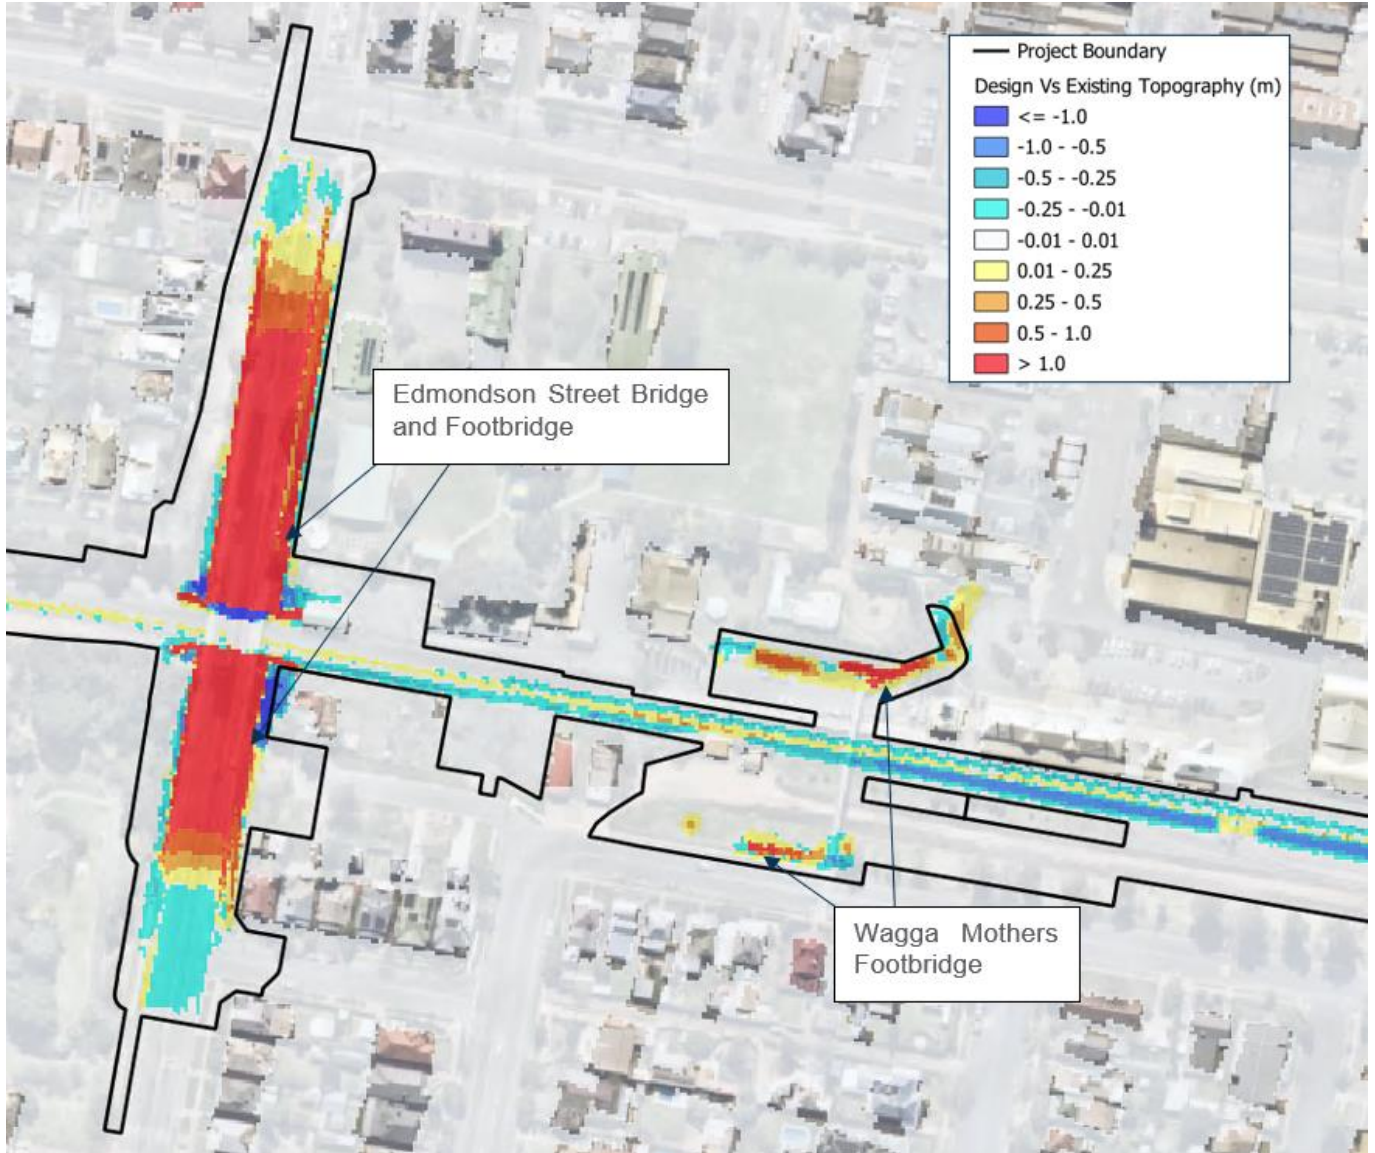 Project Boundary
Design Vs Existing Topography (m)
<= -1.0
-1.0 - -0.5
-0.5 - -0.25
-0.25 - -0.01
-0.01 - 0.01
0.01 - 0.25
0.25 - 0.5
0.5 - 1.0
> 1.0
Edmondson Street Bridge
and Footbridge
Wagga Mothers
Footbridge